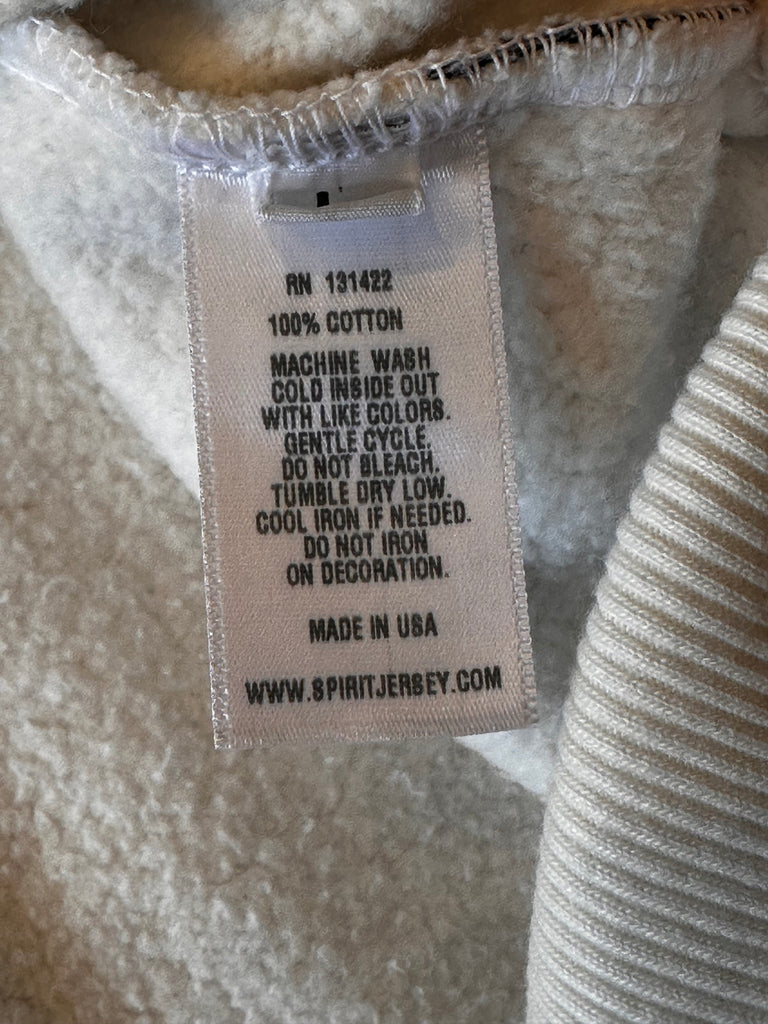 RN 131422
100% COTTON
MACHINE WASH
COLD INSIDE OUT
WITH LIKE COLORS.
GENTLE CYCLE.
DO NOT BLEACH.
TUMBLE DRY LOW.
COOL IRON IF NEEDED.
DO NOT IRON
ON DECORATION.
MADE IN USA
WWW.SPIRITJERSEY.COM